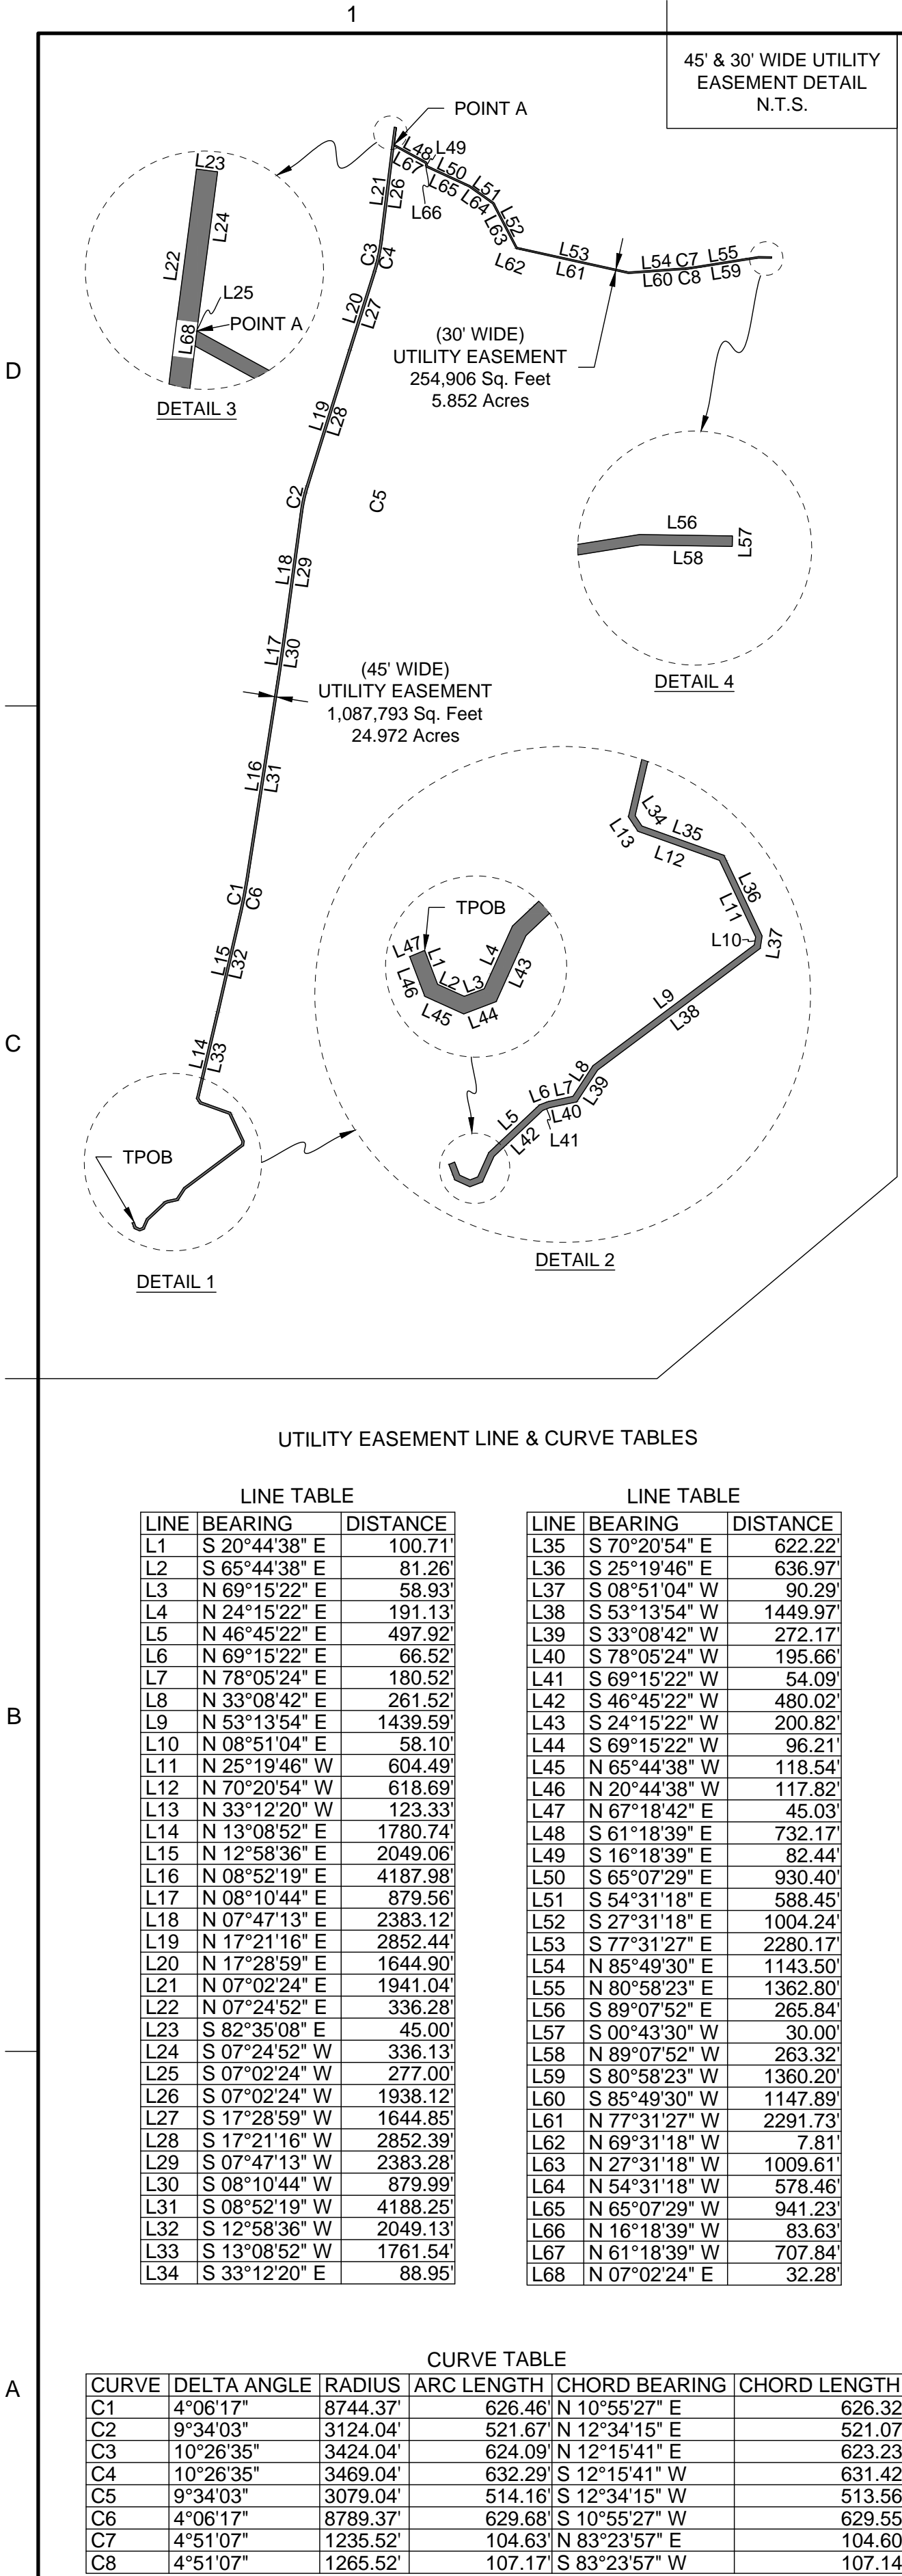 1
45' & 30' WIDE UTILITY
EASEMENT DETAIL
N.T.S.
POINT A
L48
L49
L67
L50
L65
L51
L64
L66
L52
L63
L62
L53
L61
L54 C7 L55
L60 C8 L59
L21
L26
C3
C4
L20
L27
L23
L24
L22
L25
L68
POINT A
DETAIL 3
D
(30' WIDE)
UTILITY EASEMENT
254,906 Sq. Feet
5.852 Acres
L19
L28
C2
C5
L18
L29
L17
L30
L56
L57
L58
DETAIL 4
(45' WIDE)
UTILITY EASEMENT
1,087,793 Sq. Feet
24.972 Acres
L16
L31
C1
C6
L15
L32
L14
L33
C
L34
L13
L35
L12
L36
L11
L10
L37
TPOB
L47
L1
L46
L2
L3
L4
L43
L45
L44
L9
L38
L8
L39
L6
L7
L40
L5
L42
L41
TPOB
DETAIL 1
DETAIL 2
UTILITY EASEMENT LINE & CURVE TABLES
LINE TABLE
LINE BEARING DISTANCE
L1 S 20°44'38" E 100.71'
L2 S 65°44'38" E 81.26'
L3 N 69°15'22" E 58.93'
L4 N 24°15'22" E 191.13'
L5 N 46°45'22" E 497.92'
L6 N 69°15'22" E 66.52'
L7 N 78°05'24" E 180.52'
L8 N 33°08'42" E 261.52'
L9 N 53°13'54" E 1439.59'
L10 N 08°51'04" E 58.10'
L11 N 25°19'46" W 604.49'
L12 N 70°20'54" W 618.69'
L13 N 33°12'20" W 123.33'
L14 N 13°08'52" E 1780.74'
L15 N 12°58'36" E 2049.06'
L16 N 08°52'19" E 4187.98'
L17 N 08°10'44" E 879.56'
L18 N 07°47'13" E 2383.12'
L19 N 17°21'16" E 2852.44'
L20 N 17°28'59" E 1644.90'
L21 N 07°02'24" E 1941.04'
L22 N 07°24'52" E 336.28'
L23 S 82°35'08" E 45.00'
L24 S 07°24'52" W 336.13'
L25 S 07°02'24" W 277.00'
L26 S 07°02'24" W 1938.12'
L27 S 17°28'59" W 1644.85'
L28 S 17°21'16" W 2852.39'
L29 S 07°47'13" W 2383.28'
L30 S 08°10'44" W 879.99'
L31 S 08°52'19" W 4188.25'
L32 S 12°58'36" W 2049.13'
L33 S 13°08'52" W 1761.54'
L34 S 33°12'20" E 88.95'
LINE TABLE
LINE BEARING DISTANCE
L35 S 70°20'54" E 622.22'
L36 S 25°19'46" E 636.97'
L37 S 08°51'04" W 90.29'
L38 S 53°13'54" W 1449.97'
L39 S 33°08'42" W 272.17'
L40 S 78°05'24" W 195.66'
L41 S 69°15'22" W 54.09'
L42 S 46°45'22" W 480.02'
L43 S 24°15'22" W 200.82'
L44 S 69°15'22" W 96.21'
L45 N 65°44'38" W 118.54'
L46 N 20°44'38" W 117.82'
L47 N 67°18'42" E 45.03'
L48 S 61°18'39" E 732.17'
L49 S 16°18'39" E 82.44'
L50 S 65°07'29" E 930.40'
L51 S 54°31'18" E 588.45'
L52 S 27°31'18" E 1004.24'
L53 S 77°31'27" E 2280.17'
L54 N 85°49'30" E 1143.50'
L55 N 80°58'23" E 1362.80'
L56 S 89°07'52" E 265.84'
L57 S 00°43'30" W 30.00'
L58 N 89°07'52" W 263.32'
L59 S 80°58'23" W 1360.20'
L60 S 85°49'30" W 1147.89'
L61 N 77°31'27" W 2291.73'
L62 N 69°31'18" W 7.81'
L63 N 27°31'18" W 1009.61'
L64 N 54°31'18" W 578.46'
L65 N 65°07'29" W 941.23'
L66 N 16°18'39" W 83.63'
L67 N 61°18'39" W 707.84'
L68 N 07°02'24" E 32.28'
B
A
CURVE TABLE
CURVE DELTA ANGLE RADIUS ARC LENGTH CHORD BEARING CHORD LENGTH
C1 4°06'17" 8744.37' 626.46' N 10°55'27" E 626.32
C2 9°34'03" 3124.04' 521.67' N 12°34'15" E 521.07
C3 10°26'35" 3424.04' 624.09' N 12°15'41" E 623.23
C4 10°26'35" 3469.04' 632.29' S 12°15'41" W 631.42
C5 9°34'03" 3079.04' 514.16' S 12°34'15" W 513.56
C6 4°06'17" 8789.37' 629.68' S 10°55'27" W 629.55
C7 4°51'07" 1235.52' 104.63' N 83°23'57" E 104.60
C8 4°51'07" 1265.52' 107.17' S 83°23'57" W 107.14